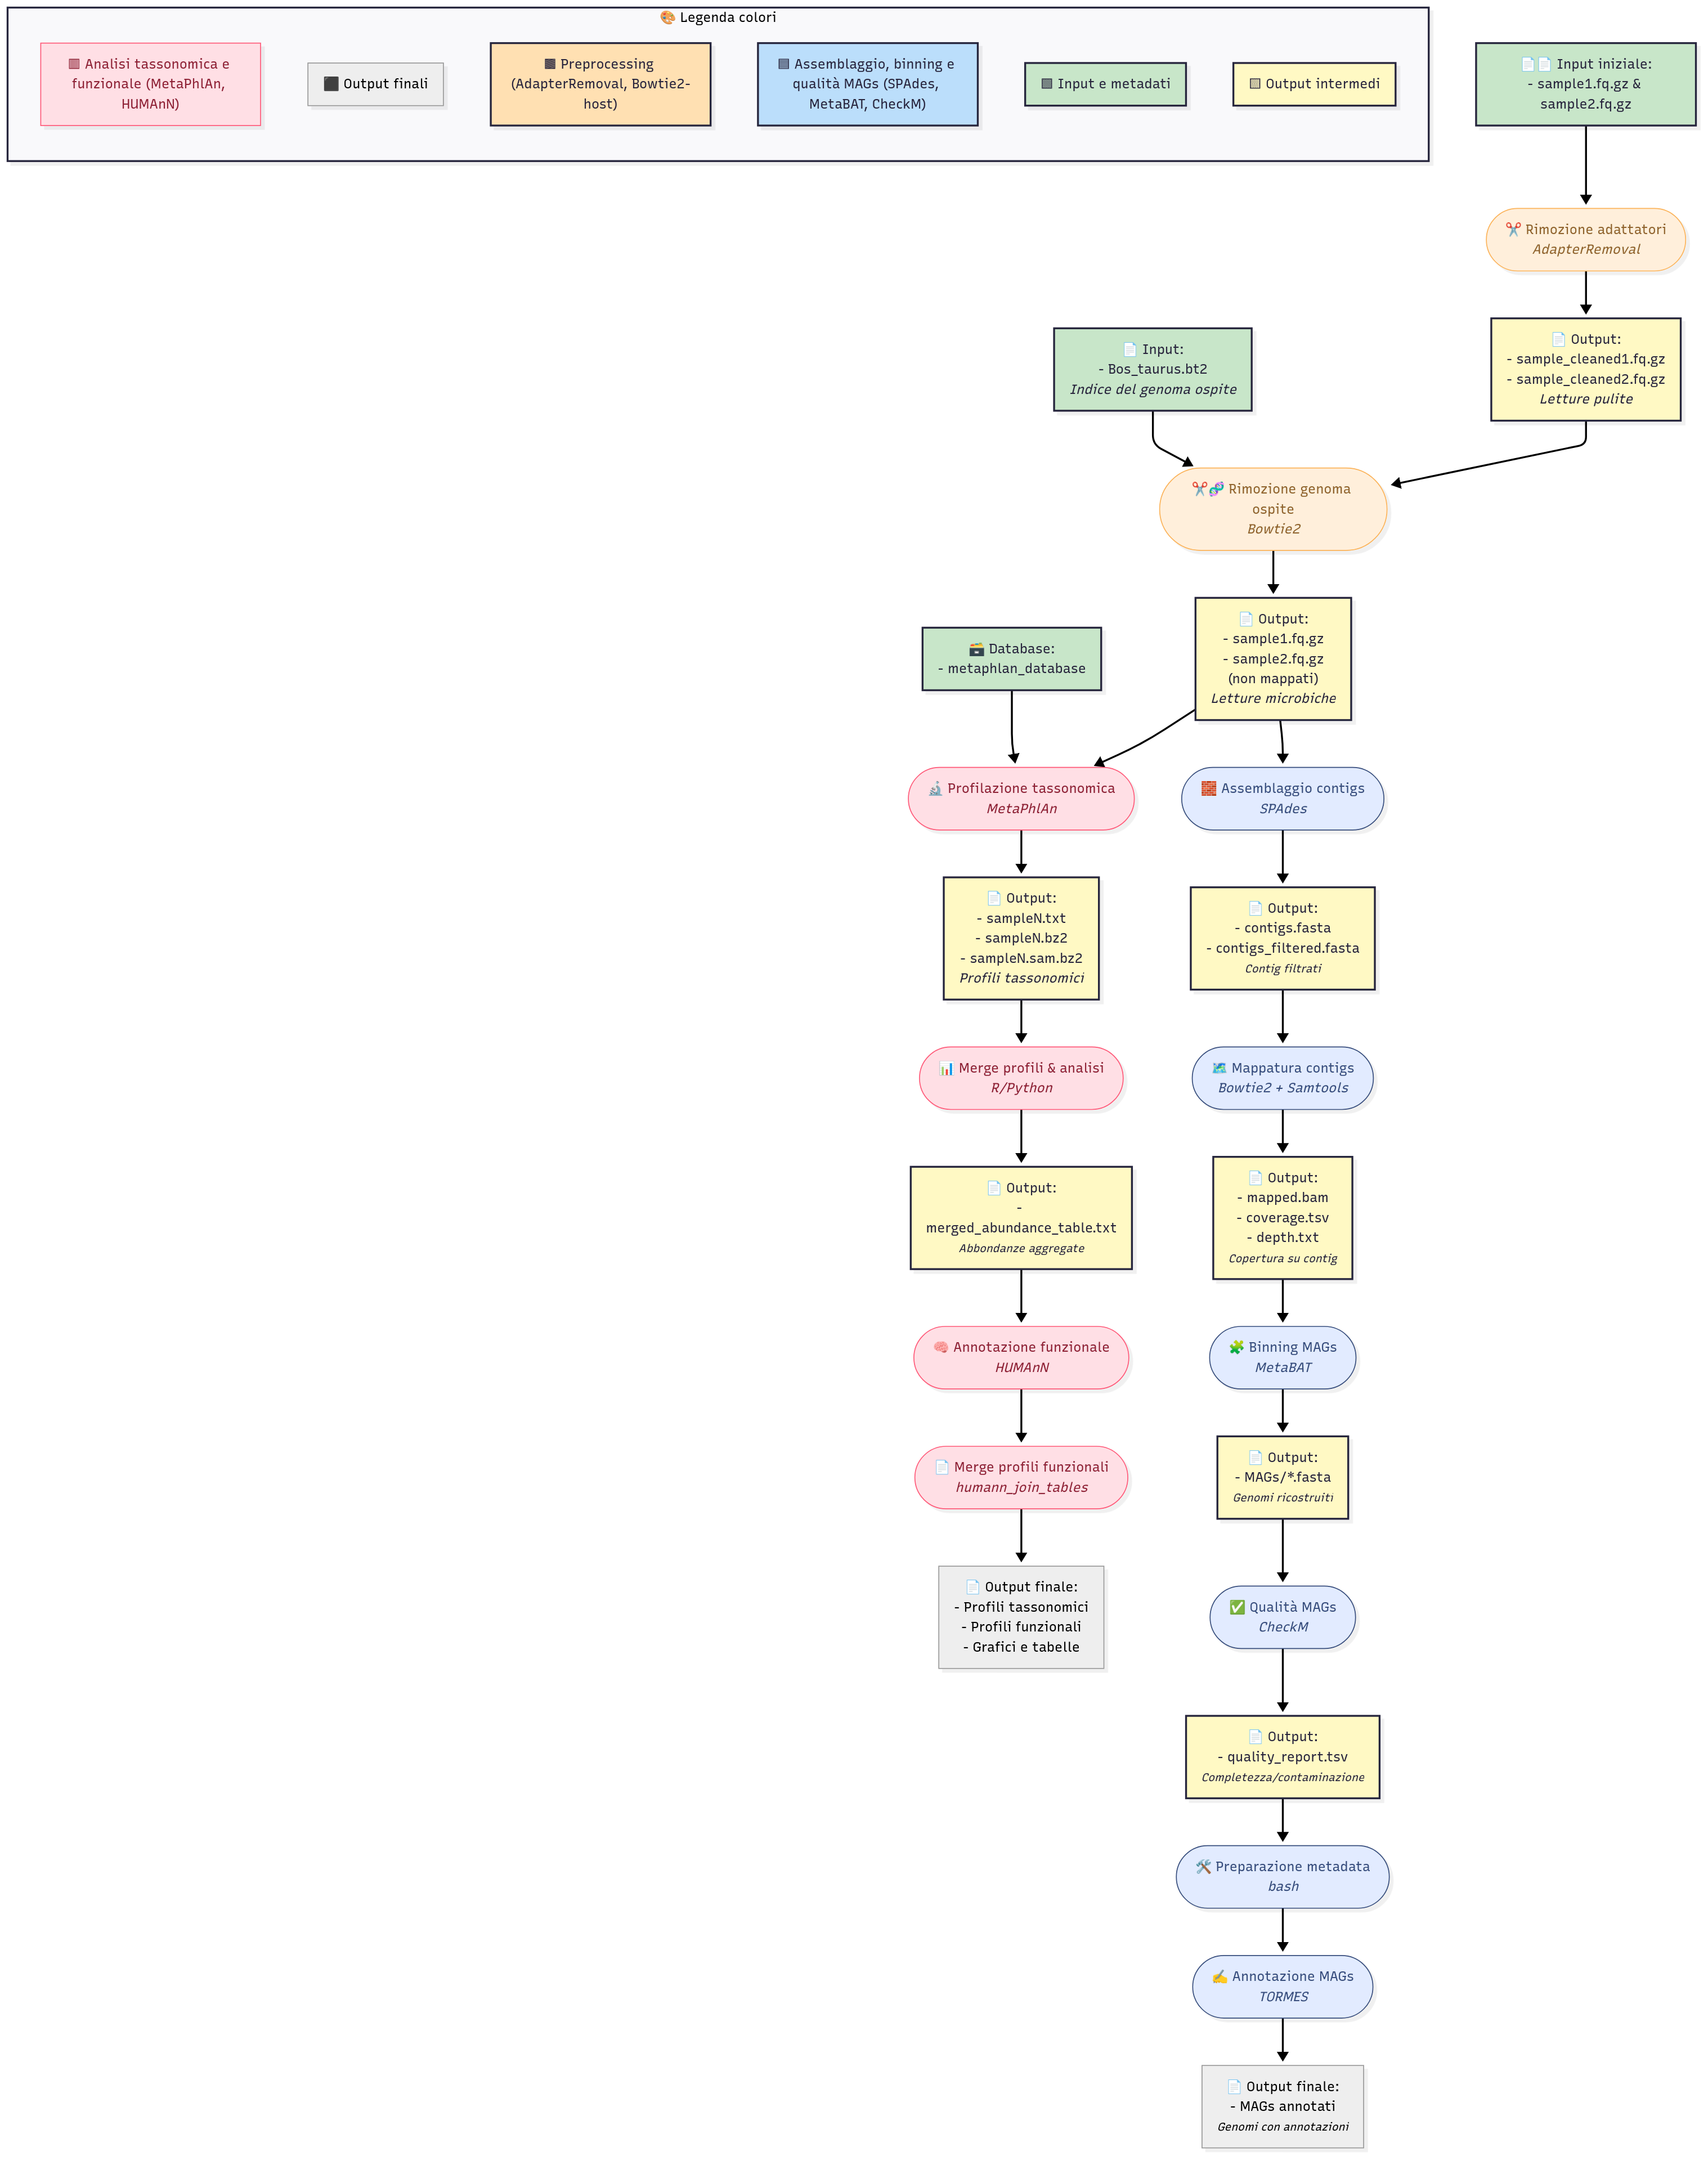 🎨 Legenda colori
🟥 Analisi tassonomica e
funzionale (MetaPhlAn,
HUMAnN)
⬛ Output finali
🟧 Preprocessing
(AdapterRemoval, Bowtie2-
host)
🟦 Assemblaggio, binning e
qualità MAGs (SPAdes,
MetaBAT, CheckM)
🟩 Input e metadati
🟨 Output intermedi
📄📄 Input iniziale:
- sample1.fq.gz &
sample2.fq.gz
✂️ Rimozione adattatori
AdapterRemoval
📄 Input:
- Bos_taurus.bt2
Indice del genoma ospite
📄 Output:
- sample_cleaned1.fq.gz
- sample_cleaned2.fq.gz
Letture pulite
✂️🧬 Rimozione genoma
ospite
Bowtie2
🗃️ Database:
- metaphlan_database
📄 Output:
- sample1.fq.gz
- sample2.fq.gz
(non mappati)
Letture microbiche
🔬 Profilazione tassonomica
MetaPhlAn
🧱 Assemblaggio contigs
SPAdes
📄 Output:
- sampleN.txt
- sampleN.bz2
- sampleN.sam.bz2
Profili tassonomici
📄 Output:
- contigs.fasta
- contigs_filtered.fasta
Contig filtrati
📊 Merge profili & analisi
R/Python
🗺️ Mappatura contigs
Bowtie2 + Samtools
📄 Output:
-
merged_abundance_table.txt
Abbondanze aggregate
📄 Output:
- mapped.bam
- coverage.tsv
- depth.txt
Copertura su contig
🧠 Annotazione funzionale
HUMAnN
🧩 Binning MAGs
MetaBAT
📄 Merge profili funzionali
humann_join_tables
📄 Output:
- MAGs/*.fasta
Genomi ricostruiti
📄 Output finale:
- Profili tassonomici
- Profili funzionali
- Grafici e tabelle
✅ Qualità MAGs
CheckM
📄 Output:
- quality_report.tsv
Completezza/contaminazione
🛠️ Preparazione metadata
bash
✍️ Annotazione MAGs
TORMES
📄 Output finale:
- MAGs annotati
Genomi con annotazioni